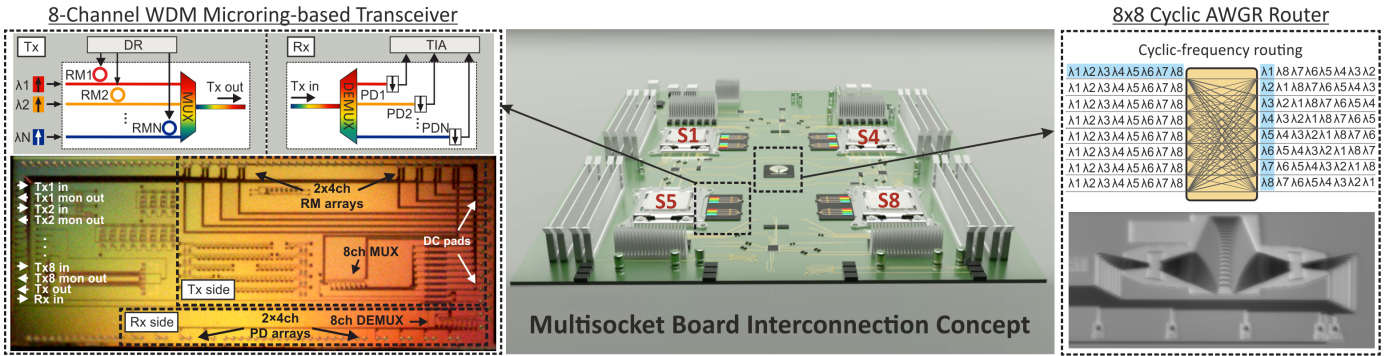 8-Channel WDM Microring-based Transceiver
Tx
DR
RM1
RM2
RMN
λ1
λ2
λN
MUX
Tx out
Rx
TIA
Tx in
DEMUX
PD1
PD2
PDN
Tx1 in
Tx1 mon out
Tx2 in
Tx2 mon out
Tx8 in
Tx8 mon out
Tx out
Rx in
2x4ch
RM arrays
DC pads
8ch MUX
Tx side
Rx side
2×4ch
PD arrays
8ch DEMUX
S1
S4
S5
S8
Multisocket Board Interconnection Concept
8x8 Cyclic AWGR Router
Cyclic-frequency routing
λ1 λ2 λ3 λ4 λ5 λ6 λ7 λ8
λ1 λ2 λ3 λ4 λ5 λ6 λ7 λ8
λ1 λ2 λ3 λ4 λ5 λ6 λ7 λ8
λ1 λ2 λ3 λ4 λ5 λ6 λ7 λ8
λ1 λ2 λ3 λ4 λ5 λ6 λ7 λ8
λ1 λ2 λ3 λ4 λ5 λ6 λ7 λ8
λ1 λ2 λ3 λ4 λ5 λ6 λ7 λ8
λ1 λ2 λ3 λ4 λ5 λ6 λ7 λ8
λ1 λ8 λ7 λ6 λ5 λ4 λ3 λ2
λ2 λ1 λ8 λ7 λ6 λ5 λ4 λ3
λ3 λ2 λ1 λ8 λ7 λ6 λ5 λ4
λ4 λ3 λ2 λ1 λ8 λ7 λ6 λ5
λ5 λ4 λ3 λ2 λ1 λ8 λ7 λ6
λ6 λ5 λ4 λ3 λ2 λ1 λ8 λ7
λ7 λ6 λ5 λ4 λ3 λ2 λ1 λ8
λ8 λ7 λ6 λ5 λ4 λ3 λ2 λ1